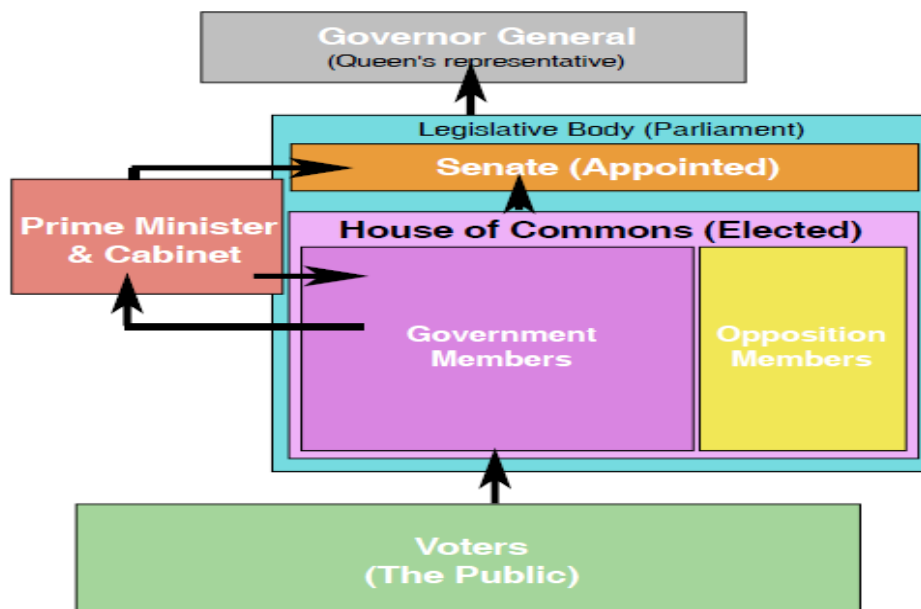 Governor General
(Queen's representative)
Legislative Body (Parliament)
Senate (Appointed)
Prime Minister
& Cabinet
House of Commons (Elected)
Government
Members
Opposition
Members
Voters
(The Public)